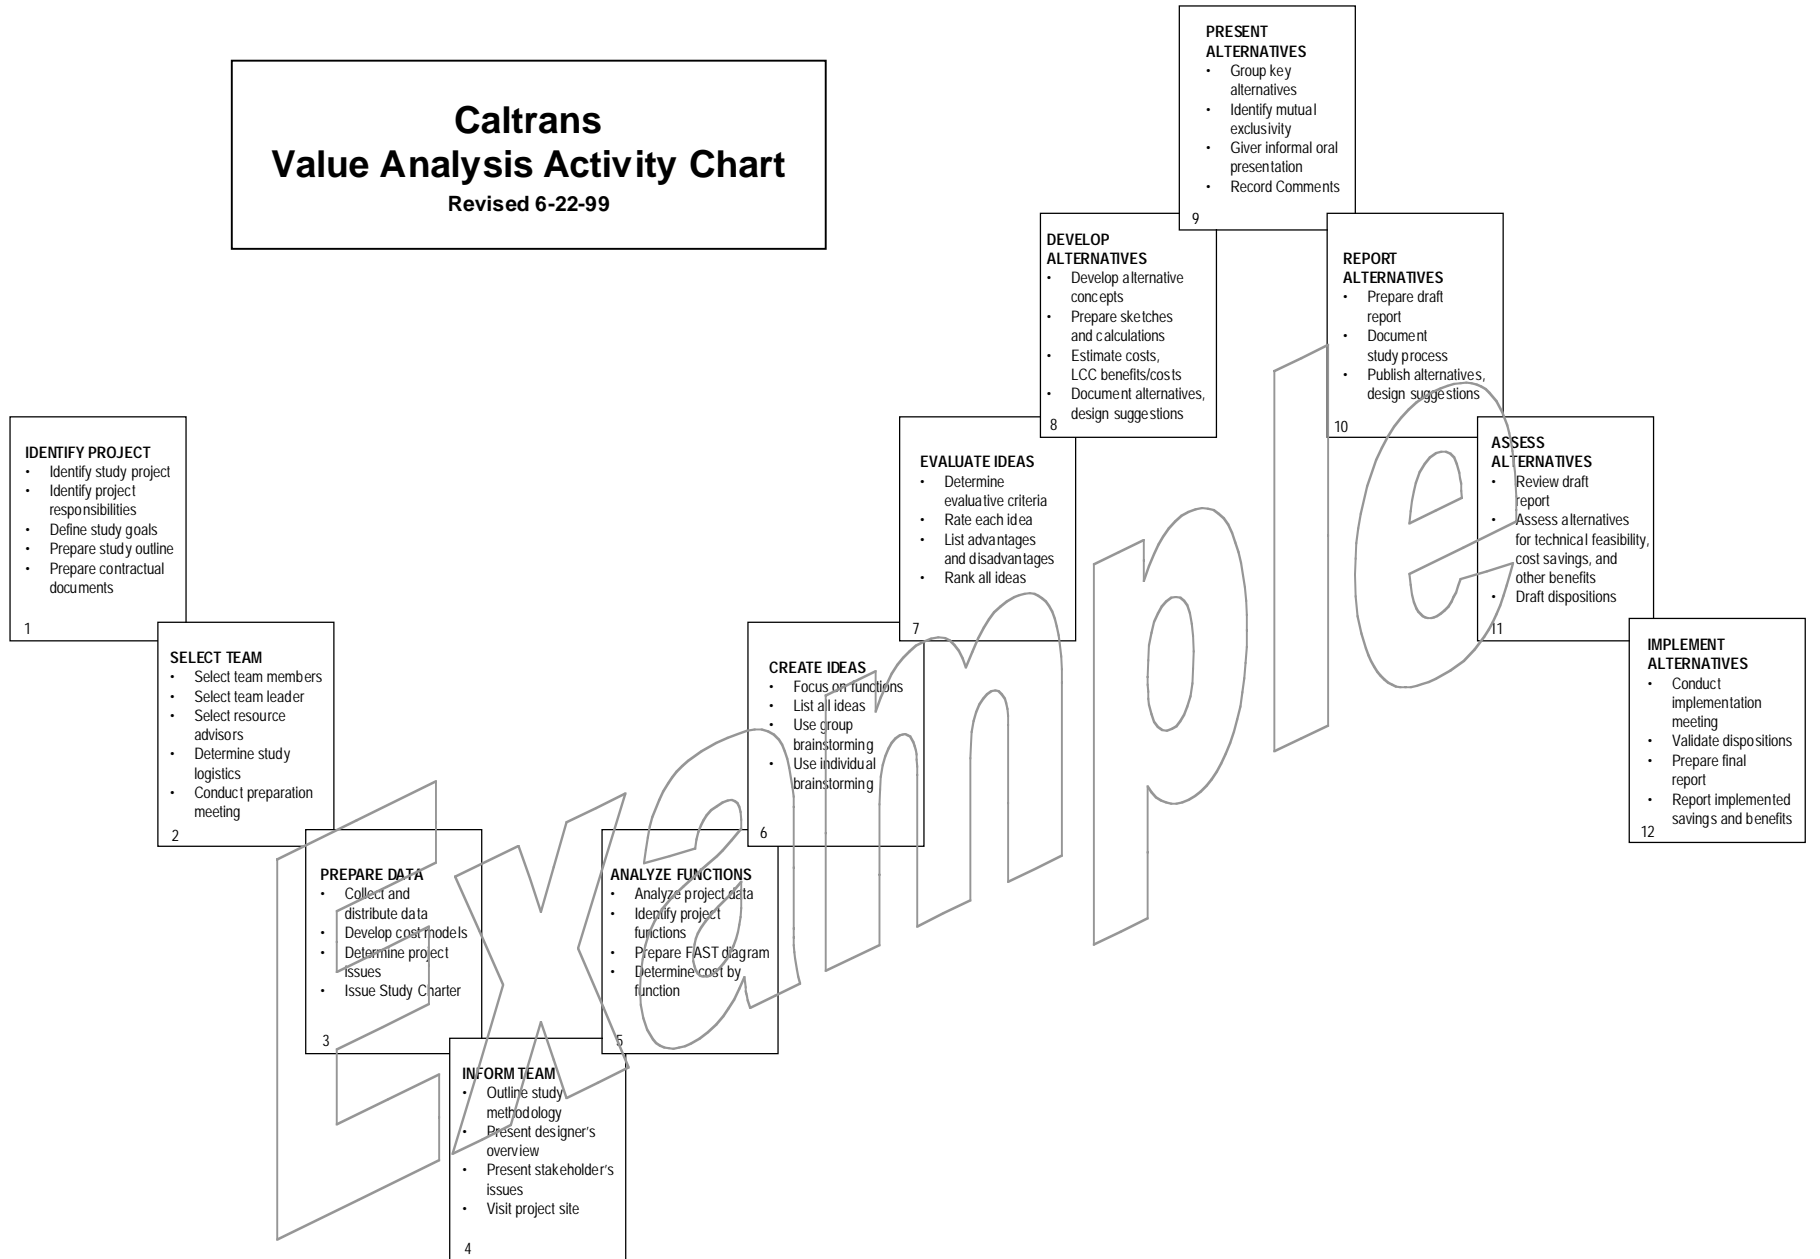 Caltrans
Value Analysis Activity Chart
Revised 6-22-99
IDENTIFY PROJECT
• Identify study project
• Identify project
responsibilities
• Define study goals
• Prepare study outline
• Prepare contractual
documents
1
SELECT TEAM
• Select team members
• Select team leader
• Select resource
advisors
• Determine study
logistics
• Conduct preparation
meeting
2
PREPARE DATA
• Collect and
distribute data
• Develop cost models
• Determine project
issues
• Issue Study Charter
3
INFORM TEAM
• Outline study
methodology
• Present designer's
overview
• Present stakeholder's
issues
• Visit project site
4
ANALYZE FUNCTIONS
• Analyze project data
• Identify project
functions
• Prepare FAST diagram
• Determine cost by
function
5
CREATE IDEAS
• Focus on functions
• List all ideas
• Use group
brainstorming
• Use individual
brainstorming
6
EVALUATE IDEAS
• Determine
evaluative criteria
• Rate each idea
• List advantages
and disadvantages
• Rank all ideas
7
DEVELOP
ALTERNATIVES
• Develop alternative
concepts
• Prepare sketches
and calculations
• Estimate costs,
LCC benefits/costs
• Document alternatives,
design suggestions
8
PRESENT
ALTERNATIVES
• Group key
alternatives
• Identify mutual
exclusivity
• Giver informal oral
presentation
• Record Comments
9
REPORT
ALTERNATIVES
• Prepare draft
report
• Document
study process
• Publish alternatives,
design suggestions
10
ASSESS
ALTERNATIVES
• Review draft
report
• Assess alternatives
for technical feasibility,
cost savings, and
other benefits
• Draft dispositions
11
IMPLEMENT
ALTERNATIVES
• Conduct
implementation
meeting
• Validate dispositions
• Prepare final
report
• Report implemented
savings and benefits
12
Example